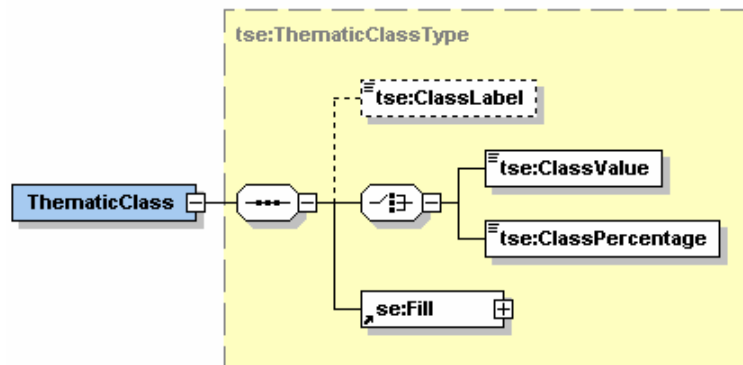 tse:ThematicClassType
tse:ClassLabel
tse:ClassValue
ThematicClass
tse:ClassPercentage
se:Fill